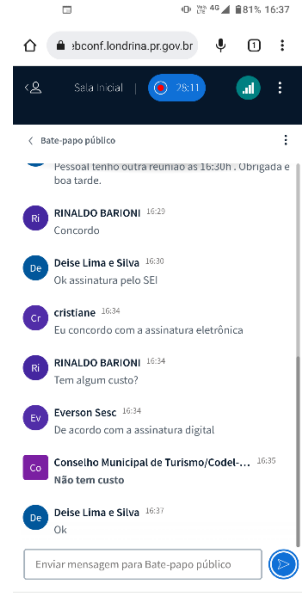 4G 81% 16:37
ebconf.londrina.pr.gov.br 1
Sala Inicial | 28:11
Bate-papo público
Pessoal tenho outra reunião as 16:30h . Obrigada e
boa tarde.
Ri RINALDO BARIONI 16:29
Concordo
De Deise Lima e Silva 16:30
Ok assinatura pelo SEI
Cr cristiane 16:34
Eu concordo com a assinatura eletrônica
Ri RINALDO BARIONI 16:34
Tem algum custo?
Ev Everson Sesc 16:34
De acordo com a assinatura digital
Co Conselho Municipal de Turismo/Codel-... 16:35
Não tem custo
De Deise Lima e Silva 16:37
Ok
Enviar mensagem para Bate-papo público